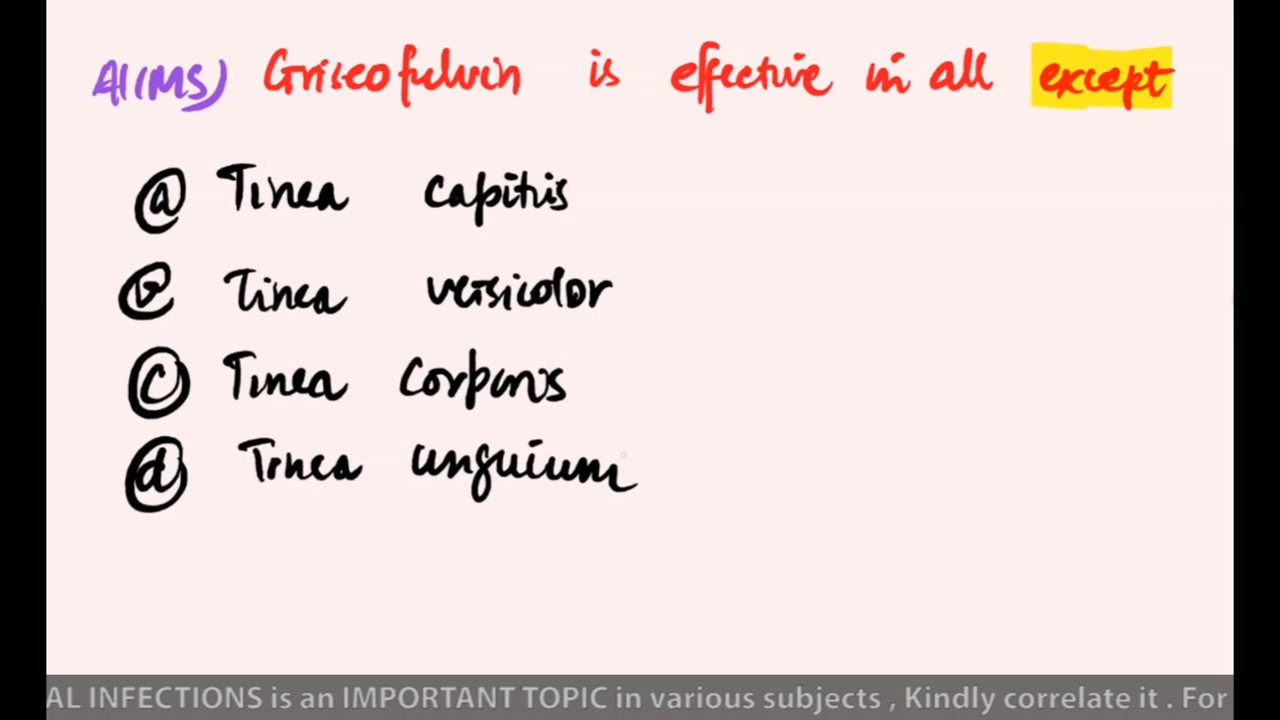 AIIMS) Griseofulvin is effective in all except
(a) Tinea capitis
(b) Tinea versicolor
(c) Tinea corporis
(d) Tinea unguium
AL INFECTIONS is an IMPORTANT TOPIC in various subjects , Kindly correlate it . For